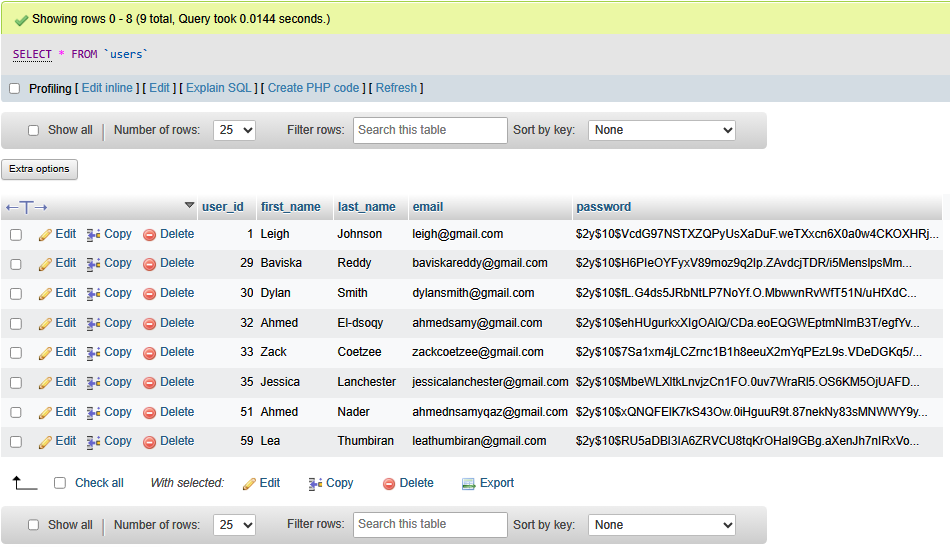 Showing rows 0 - 8 (9 total, Query took 0.0144 seconds.)
SELECT * FROM `users`
Profiling [ Edit inline ] [ Edit ] [ Explain SQL ] [ Create PHP code ] [ Refresh ]
Show all | Number of rows: 25 Filter rows: Search this table Sort by key: None
Extra options
←T→ user_id first_name last_name email password
Edit Copy Delete 1 Leigh Johnson leigh@gmail.com $2y$10$VcdG97NSTXZQPyUsXaDuF.weTXxcn6X0a0w4CKOXHRj...
Edit Copy Delete 29 Baviska Reddy baviskareddy@gmail.com $2y$10$H6PIeOYFyxV89moz9q2Ip.ZAvdcjTDR/i5MensIpsMm...
Edit Copy Delete 30 Dylan Smith dylansmith@gmail.com $2y$10$fL.G4ds5JRbNtLP7NoYf.O.MbwwnRvWfT51N/uHfXdC...
Edit Copy Delete 32 Ahmed El-dsoqy ahmedsamy@gmail.com $2y$10$ehHUgurkxXIgOAlQ/CDa.eoEQGWEptmNlmB3T/egfYv...
Edit Copy Delete 33 Zack Coetzee zackcoetzee@gmail.com $2y$10$7Sa1xm4jLCZrnc1B1h8eeuX2mYqPEzL9s.VDeDGKq5/...
Edit Copy Delete 35 Jessica Lanchester jessicalanchester@gmail.com $2y$10$MbeWLXltkLnvjzCn1FO.0uv7WraRl5.OS6KM5OjUAFD...
Edit Copy Delete 51 Ahmed Nader ahmednsamyqaz@gmail.com $2y$10$xQNQFElK7kS43Ow.0iHguuR9t.87nekNy83sMNWWY9y...
Edit Copy Delete 59 Lea Thumbiran leathumbiran@gmail.com $2y$10$RU5aDBl3IA6ZRVCU8tqKrOHaI9GBg.aXenJh7nIRxVo...
Check all With selected: Edit Copy Delete Export
Show all | Number of rows: 25 Filter rows: Search this table Sort by key: None